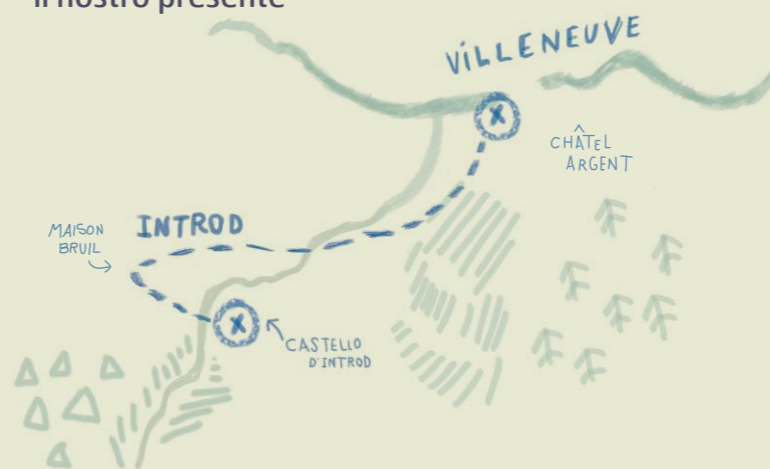 il nostro presente
VILLENEUVE
CHÂTEL
ARGENT
INTROD
MAISON
BRUIL
CASTELLO
D'INTROD